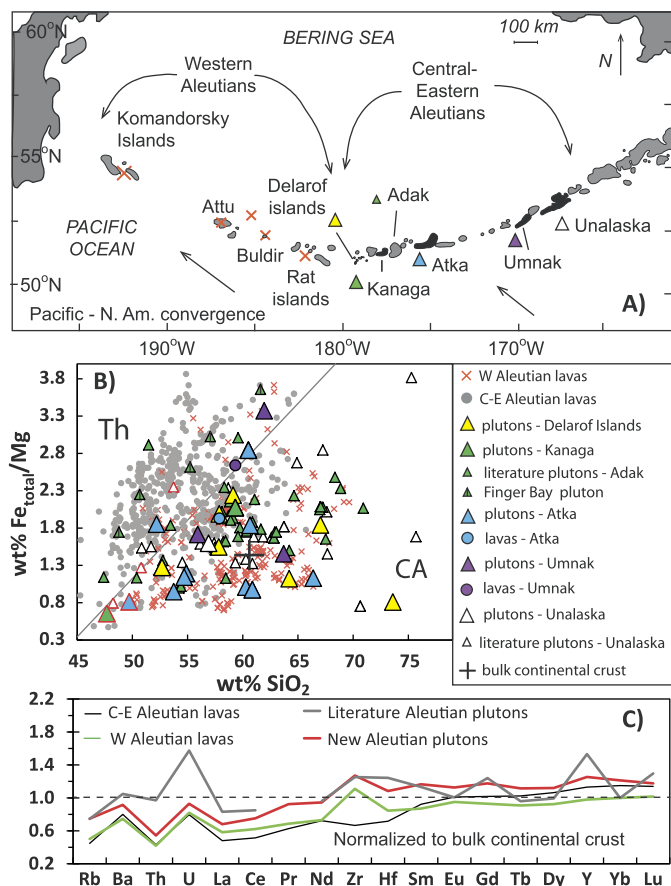 60°N
BERING SEA
100 km
N
Western
Aleutians
Central-
Eastern
Aleutians
Komandorsky
Islands
55°N
Delarof
islands
Adak
Attu
PACIFIC
OCEAN
Buldir
Rat
islands
Unalaska
Umnak
Atka
Kanaga
50°N
Pacific - N. Am. convergence
A)
190°W
180°W
170°W
wt% Fetotal/Mg
3.8
3.3
2.8
2.3
1.8
1.3
0.8
0.3
B)
Th
CA
45 50 55 60 65 70 75
wt% SiO2
W Aleutian lavas
C-E Aleutian lavas
plutons - Delarof Islands
plutons - Kanaga
literature plutons - Adak
Finger Bay pluton
plutons - Atka
lavas - Atka
plutons - Umnak
lavas - Umnak
plutons - Unalaska
literature plutons - Unalaska
bulk continental crust
2.2
1.8
1.4
1.0
0.6
0.2
C-E Aleutian lavas
Literature Aleutian plutons
C)
W Aleutian lavas
New Aleutian plutons
Normalized to bulk continental crust
Rb Ba Th U La Ce Pr Nd Zr Hf Sm Eu Gd Tb Dy Y Yb Lu